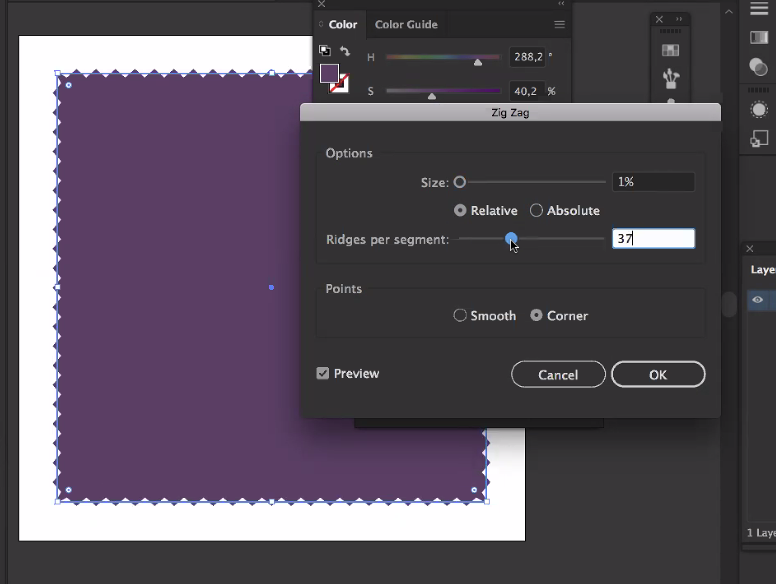 Color Color Guide
H 288,2 °
S 40,2 %
Zig Zag
Options
Size: 1%
Relative Absolute
Ridges per segment: 37
Points
Smooth Corner
Preview Cancel OK
Laye
1 Laye